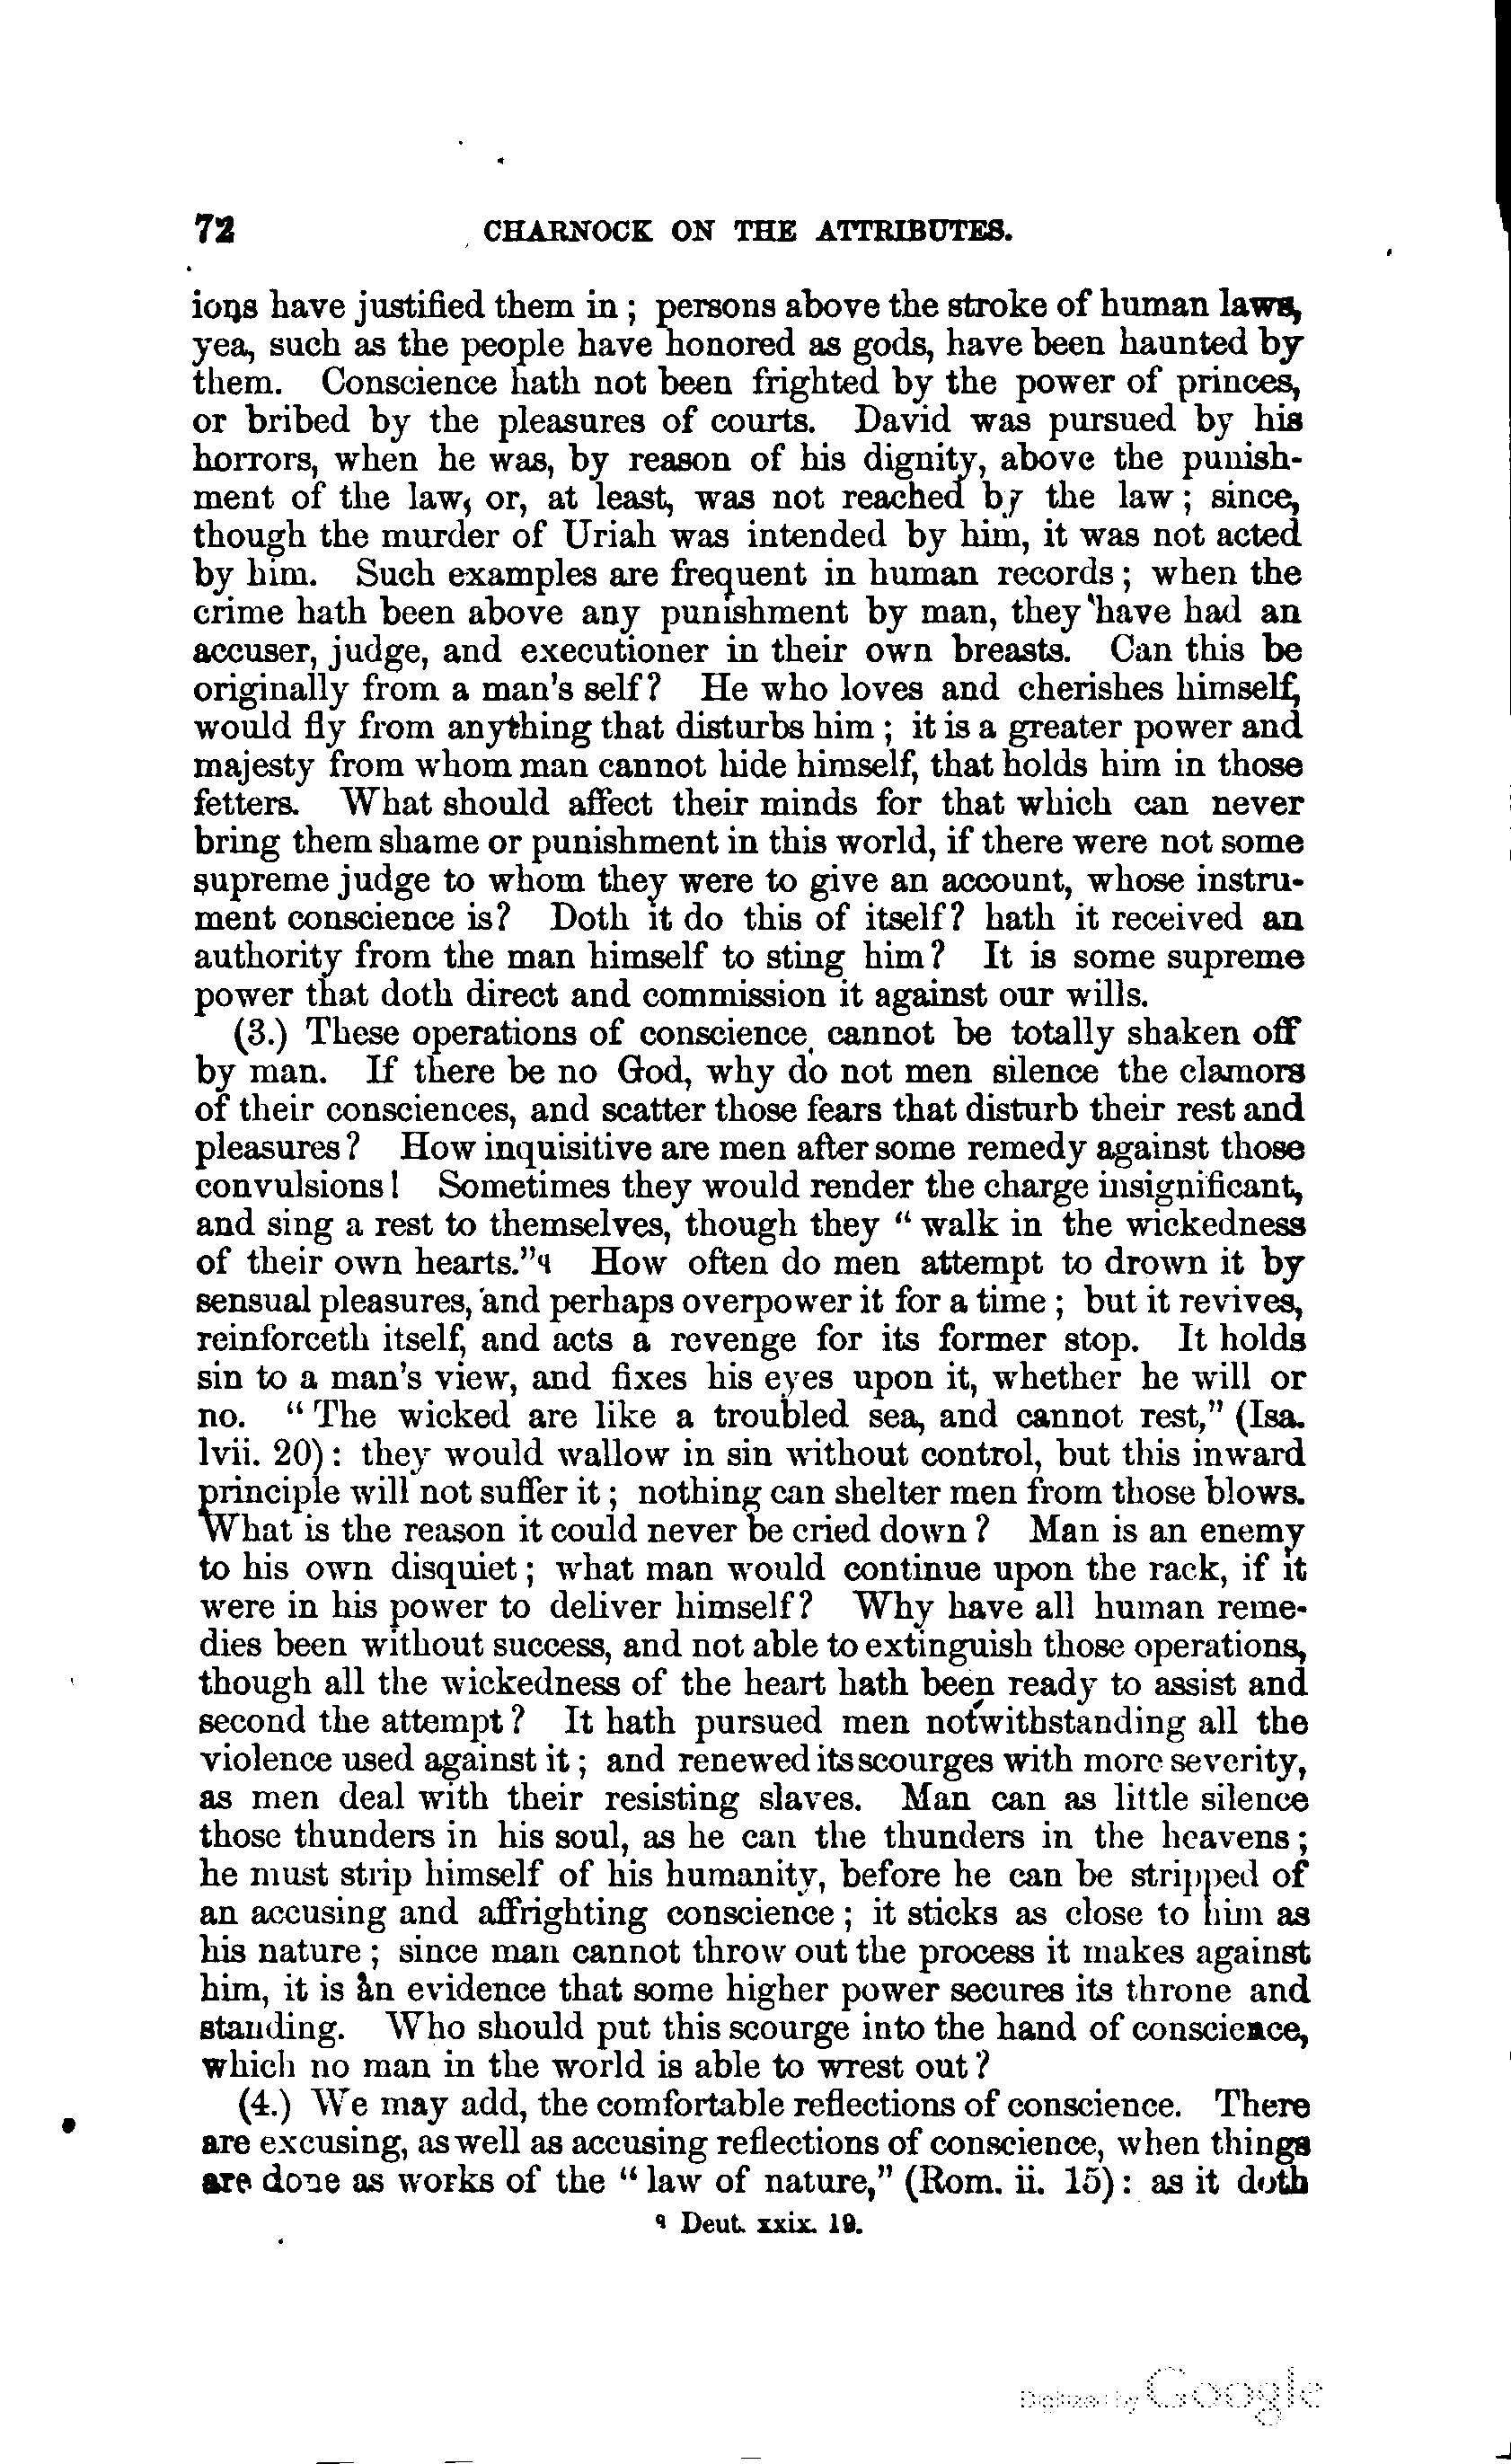 72 CHARNOCK ON THE ATTRIBUTES.
ions have justified them in; persons above the stroke of human laws,
yea, such as the people have honored as gods, have been haunted by
them. Conscience hath not been frighted by the power of princes,
or bribed by the pleasures of courts. David was pursued by his
horrors, when he was, by reason of his dignity, above the punish-
ment of the law, or, at least, was not reached by the law; since,
though the murder of Uriah was intended by him, it was not acted
by him. Such examples are frequent in human records; when the
crime hath been above any punishment by man, they have had an
accuser, judge, and executioner in their own breasts. Can this be
originally from a man's self? He who loves and cherishes himself,
would fly from anything that disturbs him; it is a greater power and
majesty from whom man cannot hide himself, that holds him in those
fetters. What should affect their minds for that which can never
bring them shame or punishment in this world, if there were not some
supreme judge to whom they were to give an account, whose instru-
ment conscience is? Doth it do this of itself? hath it received an
authority from the man himself to sting him? It is some supreme
power that doth direct and commission it against our wills.
(3.) These operations of conscience cannot be totally shaken off
by man. If there be no God, why do not men silence the clamors
of their consciences, and scatter those fears that disturb their rest and
pleasures? How inquisitive are men after some remedy against those
convulsions! Sometimes they would render the charge insignificant,
and sing a rest to themselves, though they "walk in the wickedness
of their own hearts."q How often do men attempt to drown it by
sensual pleasures, and perhaps overpower it for a time; but it revives,
reinforceth itself, and acts a revenge for its former stop. It holds
sin to a man's view, and fixes his eyes upon it, whether he will or
no. "The wicked are like a troubled sea, and cannot rest," (Isa.
lvii. 20): they would wallow in sin without control, but this inward
principle will not suffer it; nothing can shelter men from those blows.
What is the reason it could never be cried down? Man is an enemy
to his own disquiet; what man would continue upon the rack, if it
were in his power to deliver himself? Why have all human reme-
dies been without success, and not able to extinguish those operations,
though all the wickedness of the heart hath been ready to assist and
second the attempt? It hath pursued men notwithstanding all the
violence used against it; and renewed its scourges with more severity,
as men deal with their resisting slaves. Man can as little silence
those thunders in his soul, as he can the thunders in the heavens;
he must strip himself of his humanity, before he can be stripped of
an accusing and affrighting conscience; it sticks as close to him as
his nature; since man cannot throw out the process it makes against
him, it is an evidence that some higher power secures its throne and
standing. Who should put this scourge into the hand of conscience,
which no man in the world is able to wrest out?
(4.) We may add, the comfortable reflections of conscience. There
are excusing, as well as accusing reflections of conscience, when things
are done as works of the "law of nature," (Rom. ii. 15): as it doth
q Deut. xxix. 19.
Digitized by Google